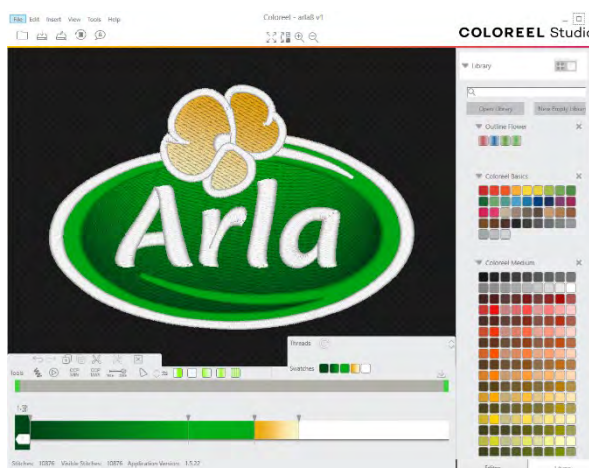 File Edit Insert View Tools Help
Coloreel - arla8 v1
COLOREEL Studio
Library
Open Library
New Empty Library
Outline Flower
Coloreel Basics
Coloreel Medium
Arla
Threads
Swatches
Tools
Stitches: 10876 Visible Stitches: 10876 Application Version: 1.5.22